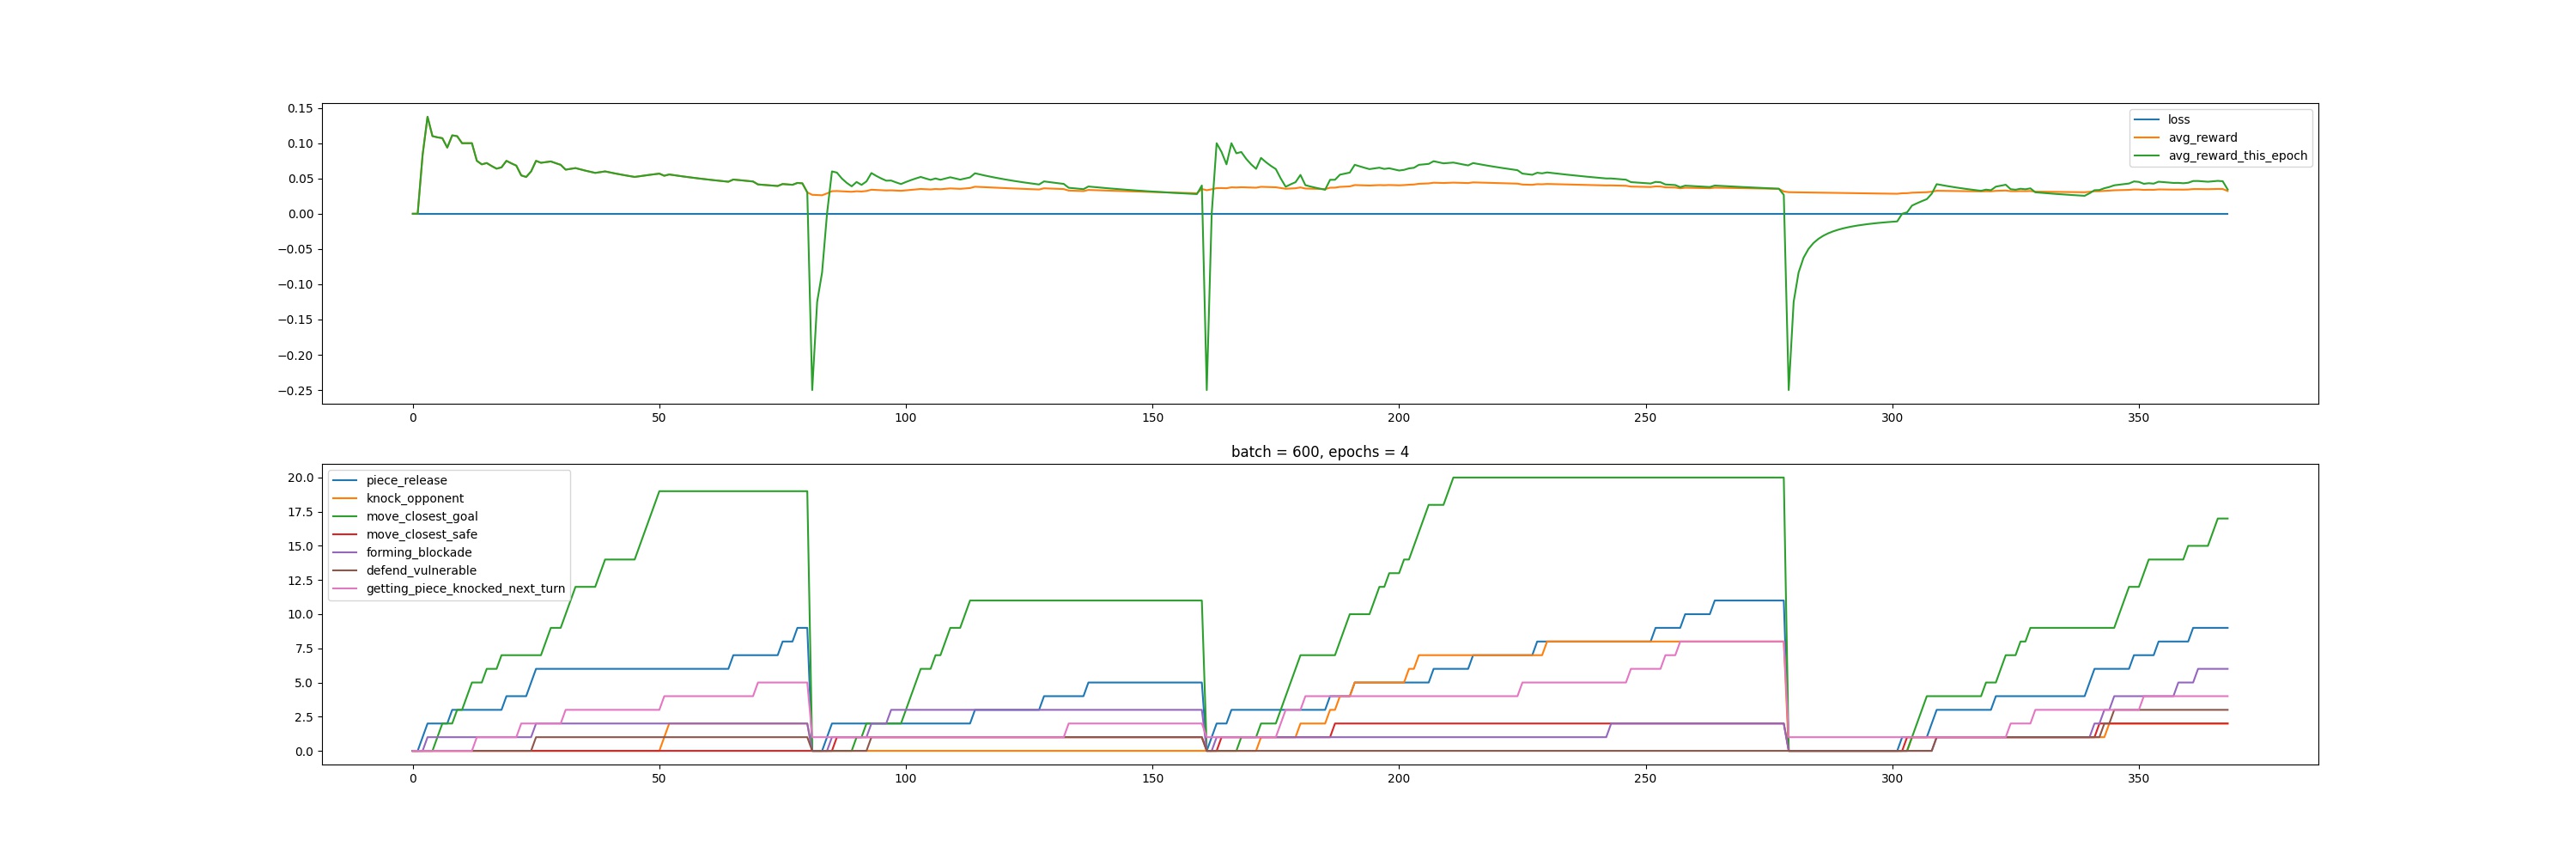 0.15
0.10
0.05
0.00
−0.05
−0.10
−0.15
−0.20
−0.25
loss
avg_reward
avg_reward_this_epoch
0 50 100 150 200 250 300 350
batch = 600, epochs = 4
20.0
17.5
15.0
12.5
10.0
7.5
5.0
2.5
0.0
piece_release
knock_opponent
move_closest_goal
move_closest_safe
forming_blockade
defend_vulnerable
getting_piece_knocked_next_turn
0 50 100 150 200 250 300 350